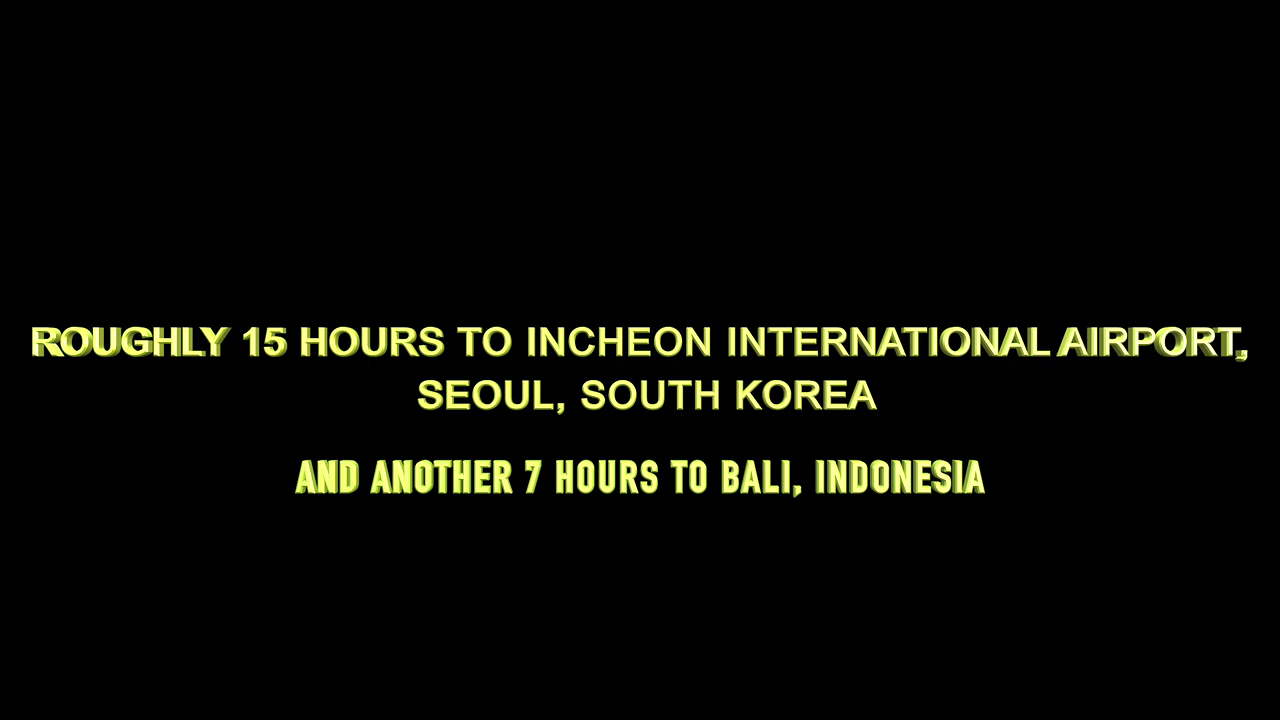 ROUGHLY 15 HOURS TO INCHEON INTERNATIONAL AIRPORT,
SEOUL, SOUTH KOREA
AND ANOTHER 7 HOURS TO BALI, INDONESIA